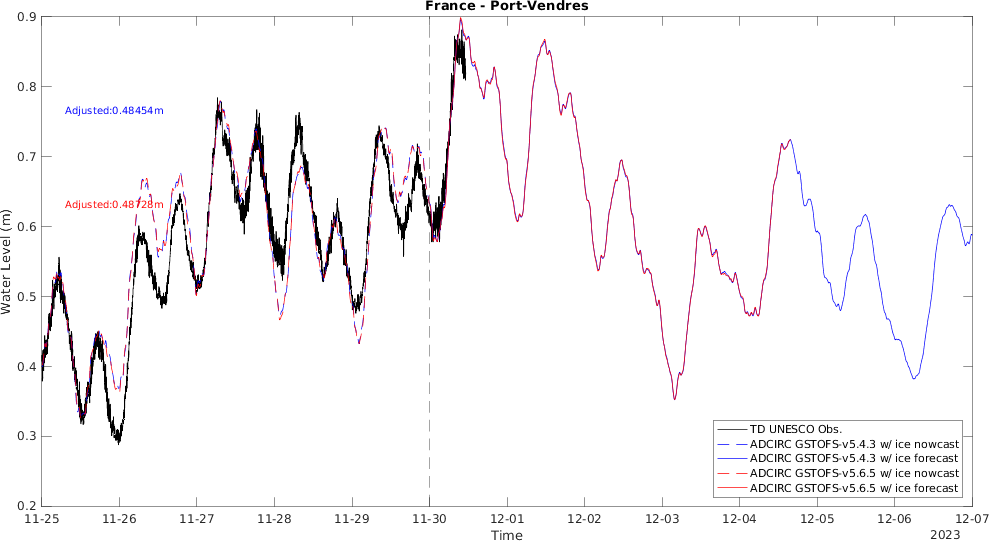 France - Port-Vendres
0.9
0.8
0.7
0.6
0.5
0.4
0.3
0.2
Water Level (m)
Adjusted:0.48454m
Adjusted:0.48728m
TD UNESCO Obs.
ADCIRC GSTOFS-v5.4.3 w/ ice nowcast
ADCIRC GSTOFS-v5.4.3 w/ ice forecast
ADCIRC GSTOFS-v5.6.5 w/ ice nowcast
ADCIRC GSTOFS-v5.6.5 w/ ice forecast
11-25 11-26 11-27 11-28 11-29 11-30 12-01 12-02 12-03 12-04 12-05 12-06 12-07
Time
2023